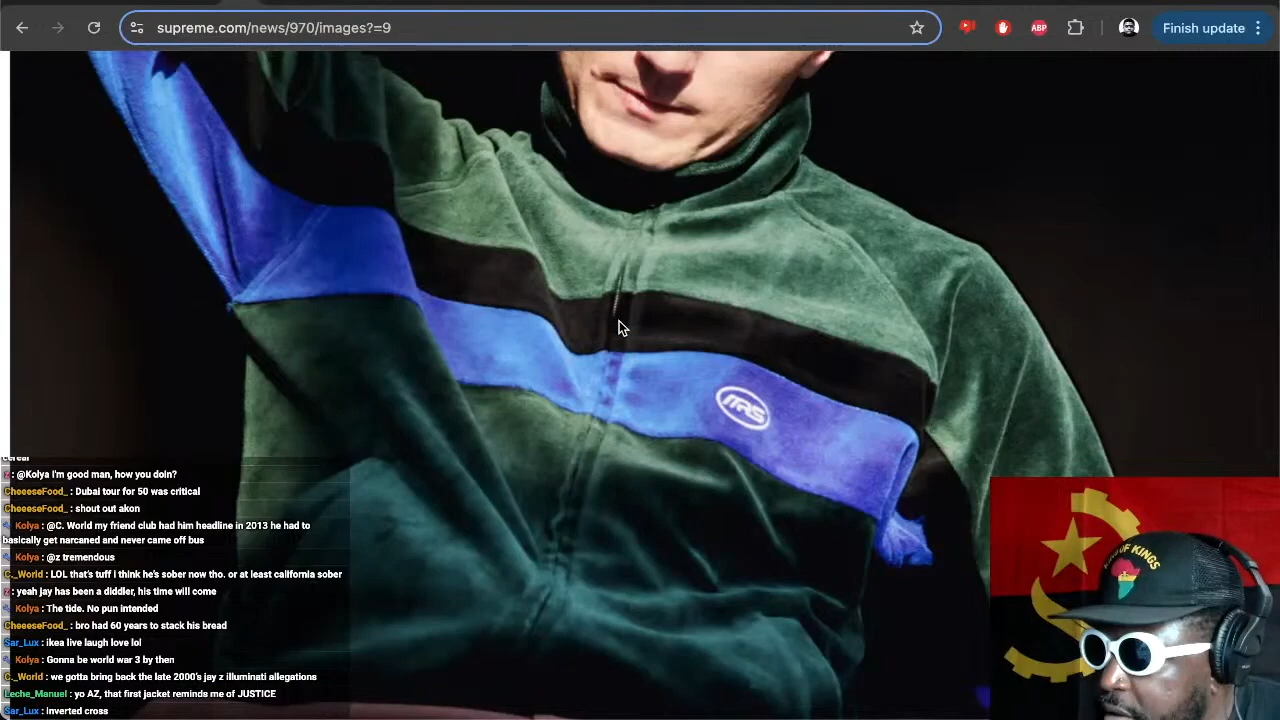 supreme.com/news/970/images?=9
ABP
Finish update
MRS
cereal
z: @Kolya I'm good man, how you doin?
CheeeseFood_ : Dubai tour for 50 was critical
CheeeseFood_ : shout out akon
Kolya : @C. World my friend club had him headline in 2013 he had to
basically get narcaned and never came off bus
Kolya : @z tremendous
C._World : LOL that's tuff i think he's sober now tho. or at least california sober
z: yeah jay has been a diddler, his time will come
Kolya : The tide. No pun intended
CheeeseFood_ : bro had 60 years to stack his bread
Sar_Lux : ikea live laugh love lol
Kolya : Gonna be world war 3 by then
C._World : we gotta bring back the late 2000's jay z illuminati allegations
Leche_Manuel : yo AZ, that first jacket reminds me of JUSTICE
Sar_Lux : inverted cross
OF KINGS